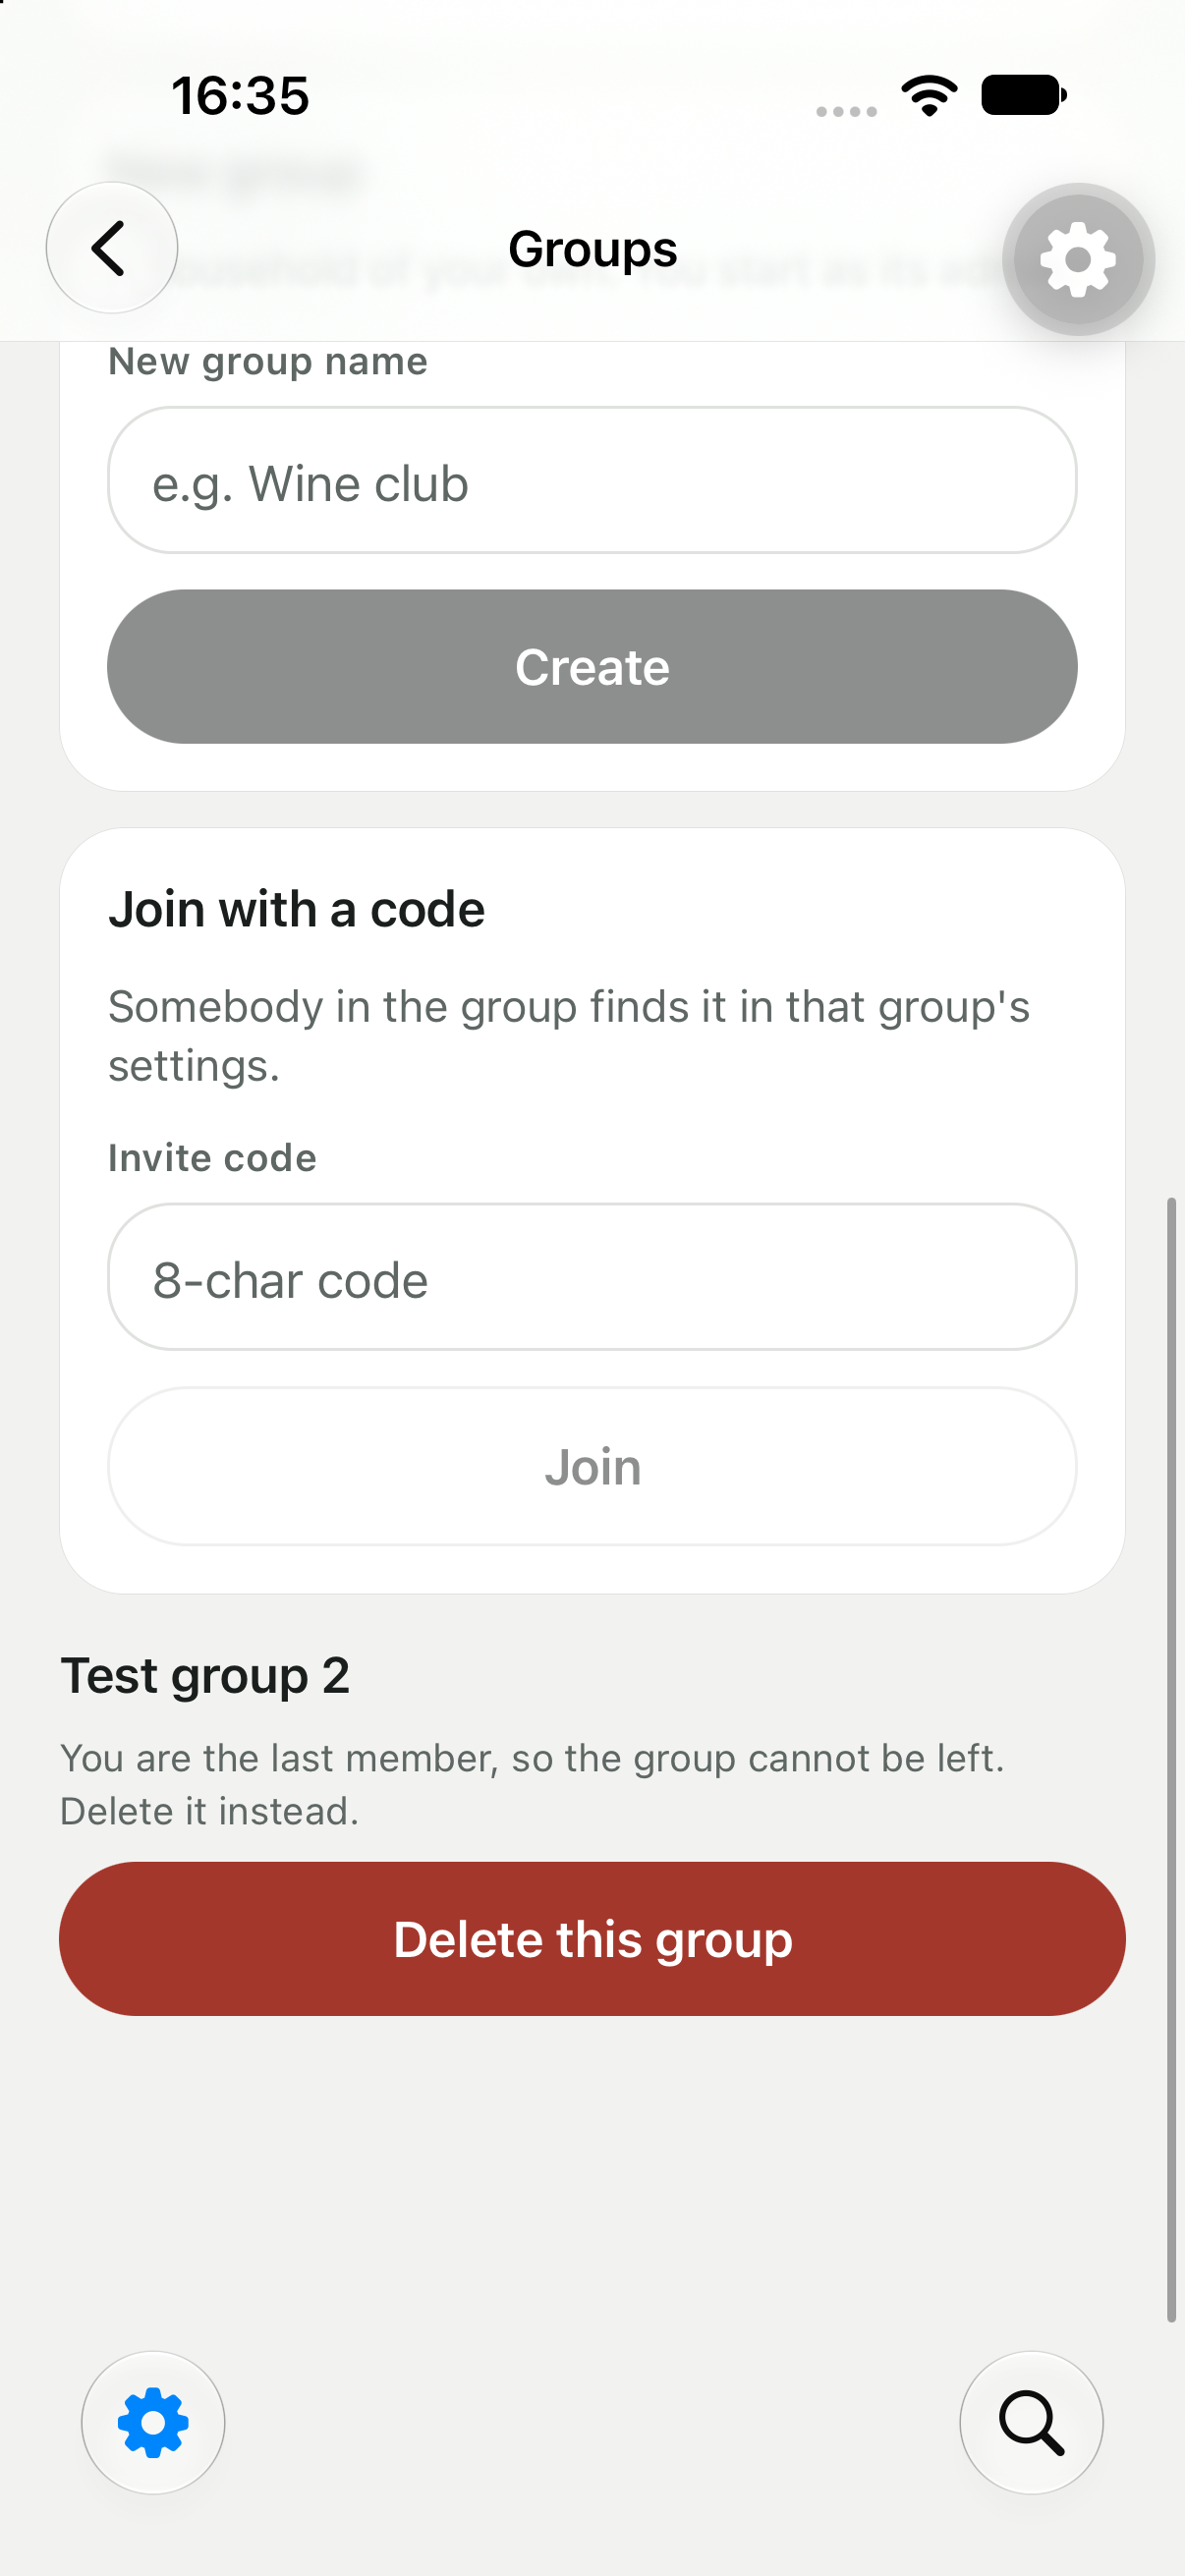 16:35
Groups
New group name
e.g. Wine club
Create
Join with a code
Somebody in the group finds it in that group's
settings.
Invite code
8-char code
Join
Test group 2
You are the last member, so the group cannot be left.
Delete it instead.
Delete this group